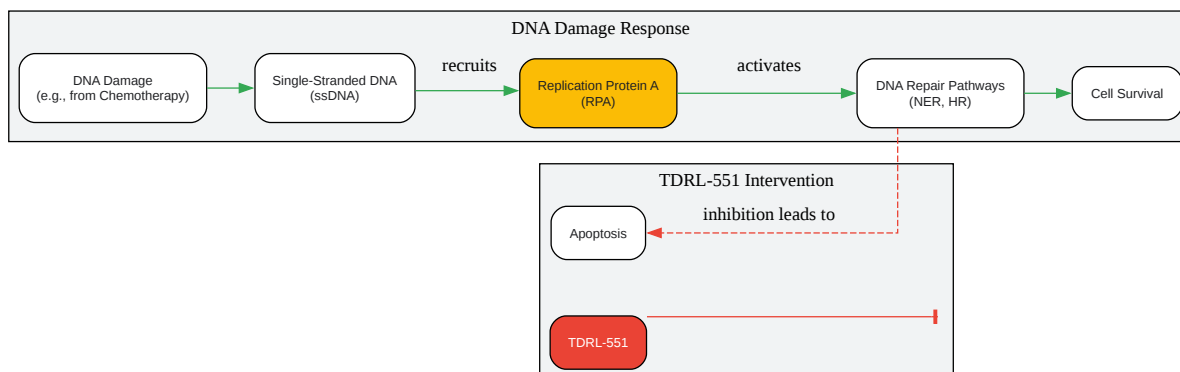 DNA Damage Response
DNA Damage
(e.g., from Chemotherapy)
Single-Stranded DNA
(ssDNA)
recruits
Replication Protein A
(RPA)
activates
DNA Repair Pathways
(NER, HR)
Cell Survival
TDRL-551 Intervention
inhibition leads to
Apoptosis
TDRL-551